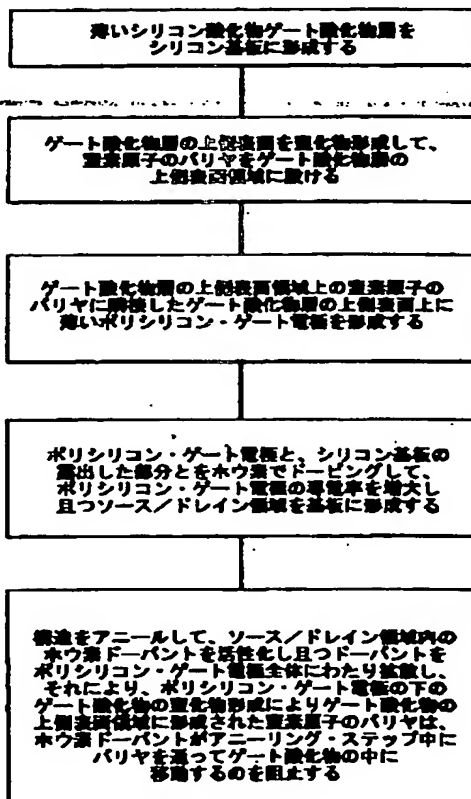 薄いシリコン酸化物ゲート酸化物層を
シリコン基板に形成する
ゲート酸化物層の上側表面を窒化物形成して、
窒素原子のバリヤをゲート酸化物層の
上側表面領域に設ける
ゲート酸化物層の上側表面領域上の窒素原子の
バリヤに隣接したゲート酸化物層の上側表面上に
薄いポリシリコン・ゲート電極を形成する
ポリシリコン・ゲート電極と、シリコン基板の
露出した部分とをホウ素でドーピングして、
ポリシリコン・ゲート電極の導電率を増大し
且つソース/ドレイン領域を基板に形成する
構造をアニールして、ソース/ドレイン領域内の
ホウ素ドーパントを活性化し且つドーパントを
ポリシリコン・ゲート電極全体にわたり拡散し、
それにより、ポリシリコン・ゲート電極の下の
ゲート酸化物の窒化物形成によりゲート酸化物の
上側表面領域に形成された窒素原子のバリヤは、
ホウ素ドーパントがアニーリング・ステップ中に
バリヤを通ってゲート酸化物の中に
移動するのを阻止する